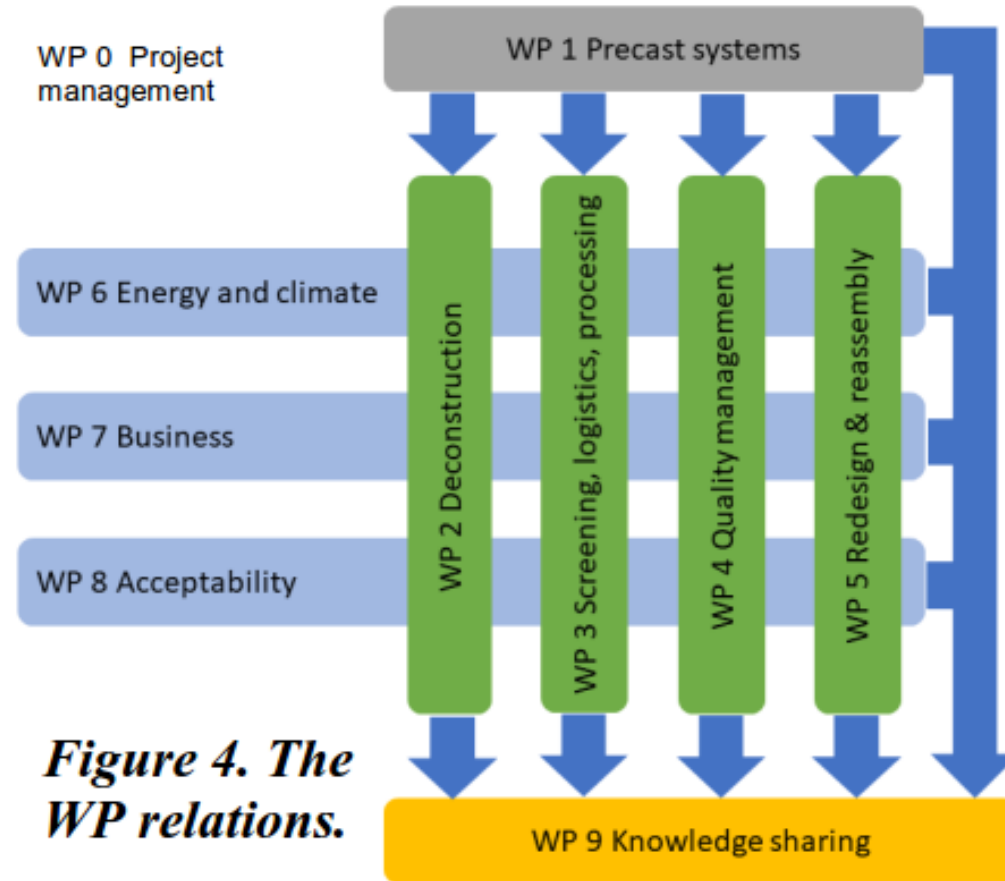 WP 0  Project
management
WP 1 Precast systems
WP 6 Energy and climate
WP 7 Business
WP 8 Acceptability
WP 2 Deconstruction
WP 3 Screening, logistics, processing
WP 4 Quality management
WP 5 Redesign & reassembly
Figure 4. The
WP relations.
WP 9 Knowledge sharing